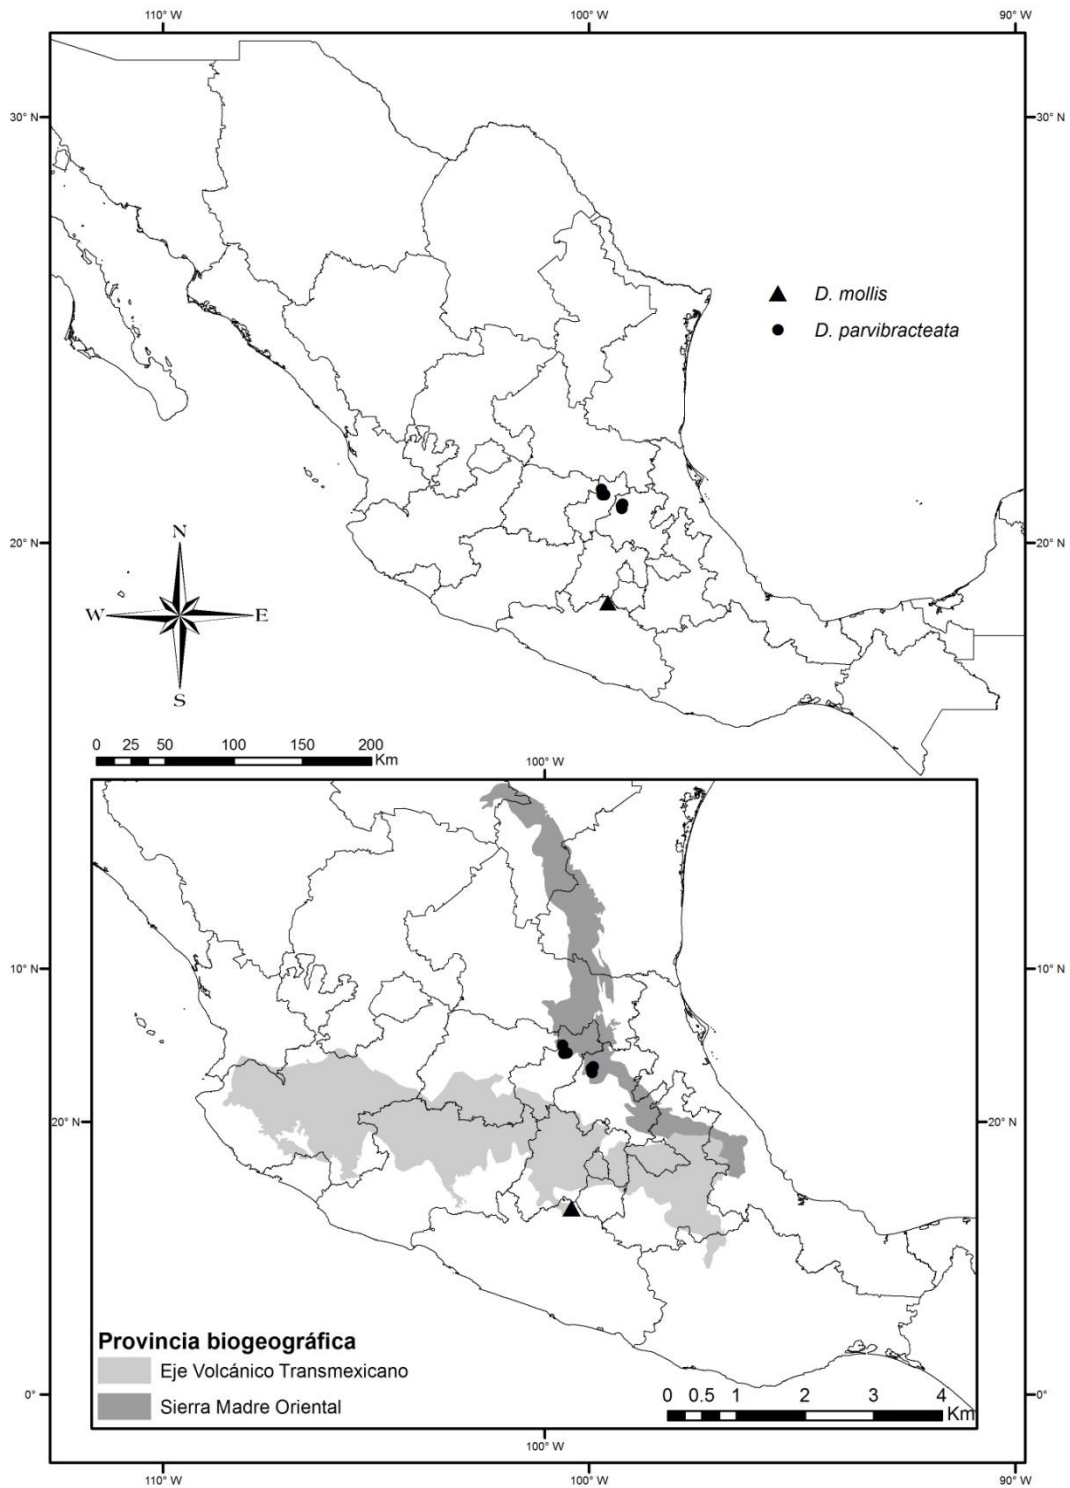 110° W 100° W 90° W
30° N 30° N
D. mollis
D. parvibracteata
20° N 20° N
N
W E
S
0 25 50 100 150 200
Km
100° W
10° N 10° N
20° N 20° N
Provincia biogeográfica
Eje Volcánico Transmexicano
Sierra Madre Oriental
0 0.5 1 2 3 4
Km
0° 0°
100° W
110° W 100° W 90° W